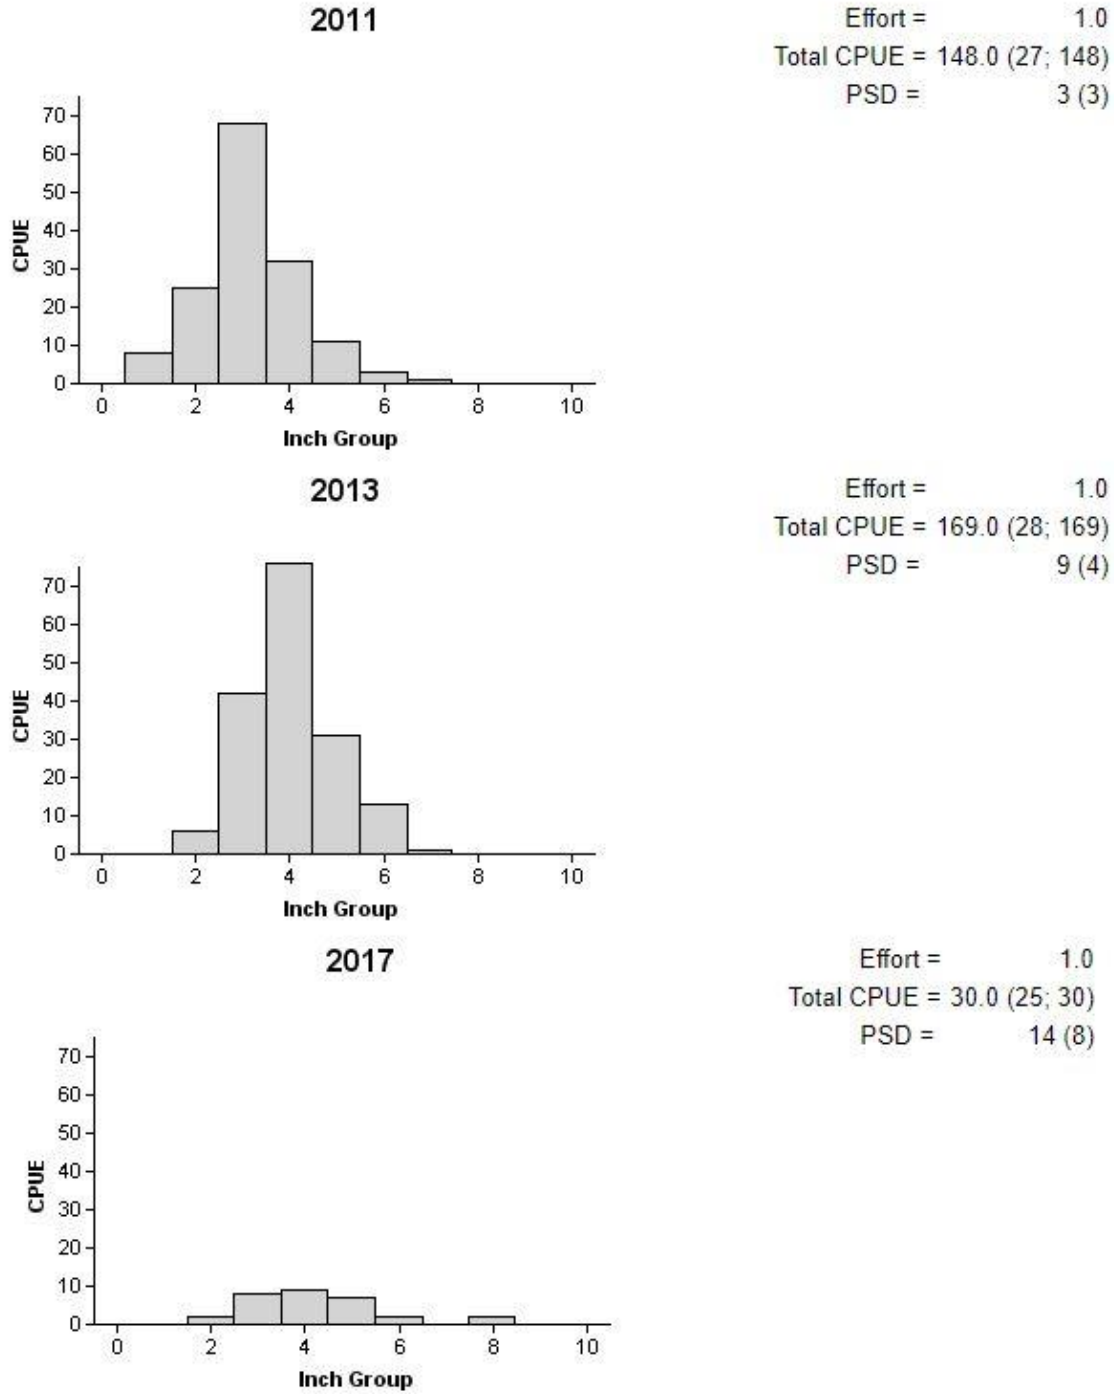 2011
Effort = 1.0
Total CPUE = 148.0 (27; 148)
PSD = 3 (3)
70
60
50
40
30
20
10
0
CPUE
0 2 4 6 8 10
Inch Group
2013
Effort = 1.0
Total CPUE = 169.0 (28; 169)
PSD = 9 (4)
70
60
50
40
30
20
10
0
CPUE
0 2 4 6 8 10
Inch Group
2017
Effort = 1.0
Total CPUE = 30.0 (25; 30)
PSD = 14 (8)
70
60
50
40
30
20
10
0
CPUE
0 2 4 6 8 10
Inch Group